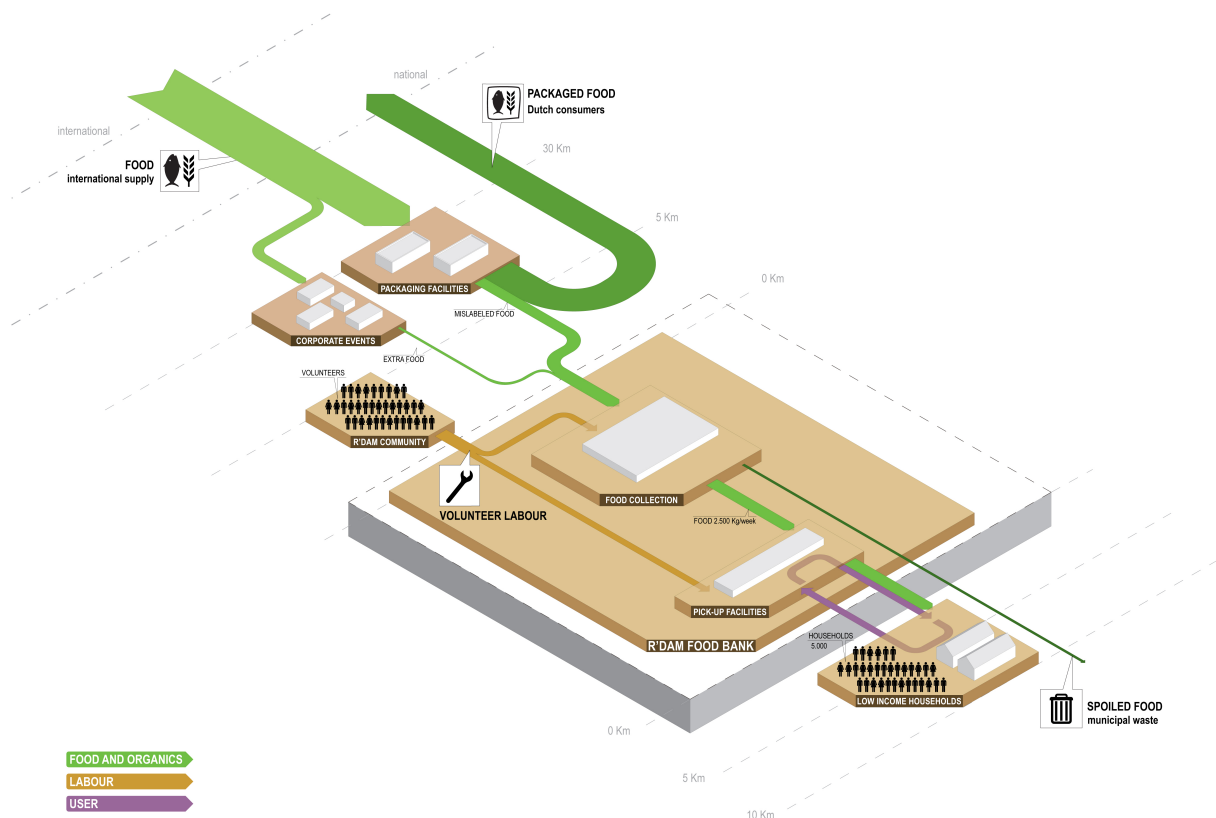 national
PACKAGED FOOD
Dutch consumers
international
30 Km
FOOD
international supply
5 Km
0 Km
PACKAGING FACILITIES
MISLABELED FOOD
CORPORATE EVENTS
EXTRA FOOD
VOLUNTEERS
R'DAM COMMUNITY
VOLUNTEER LABOUR
FOOD COLLECTION
FOOD 2.500 Kg/week
PICK-UP FACILITIES
R'DAM FOOD BANK
HOUSEHOLDS
5.000
LOW INCOME HOUSEHOLDS
SPOILED FOOD
municipal waste
0 Km
5 Km
10 Km
FOOD AND ORGANICS
LABOUR
USER